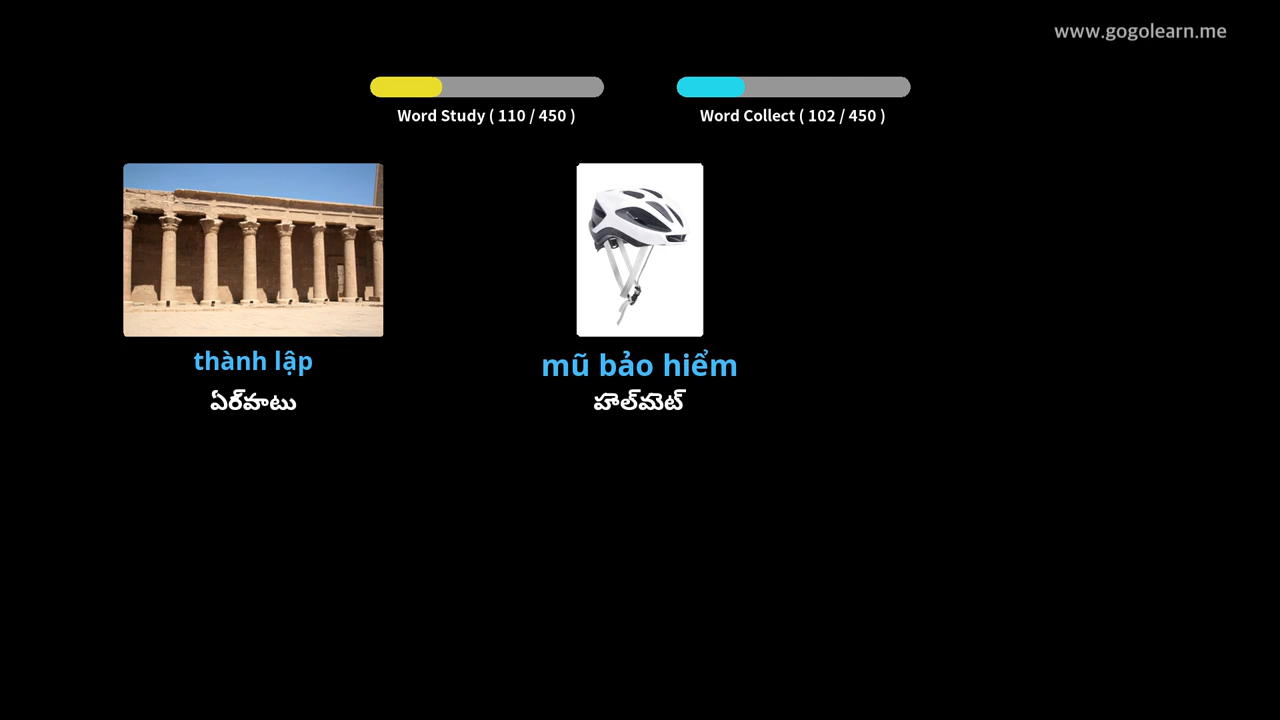 www.gogolearn.me
Word Study ( 110 / 450 )
Word Collect ( 102 / 450 )
thành lập
mũ bảo hiểm
ఏర్పాటు
హెల్మెట్